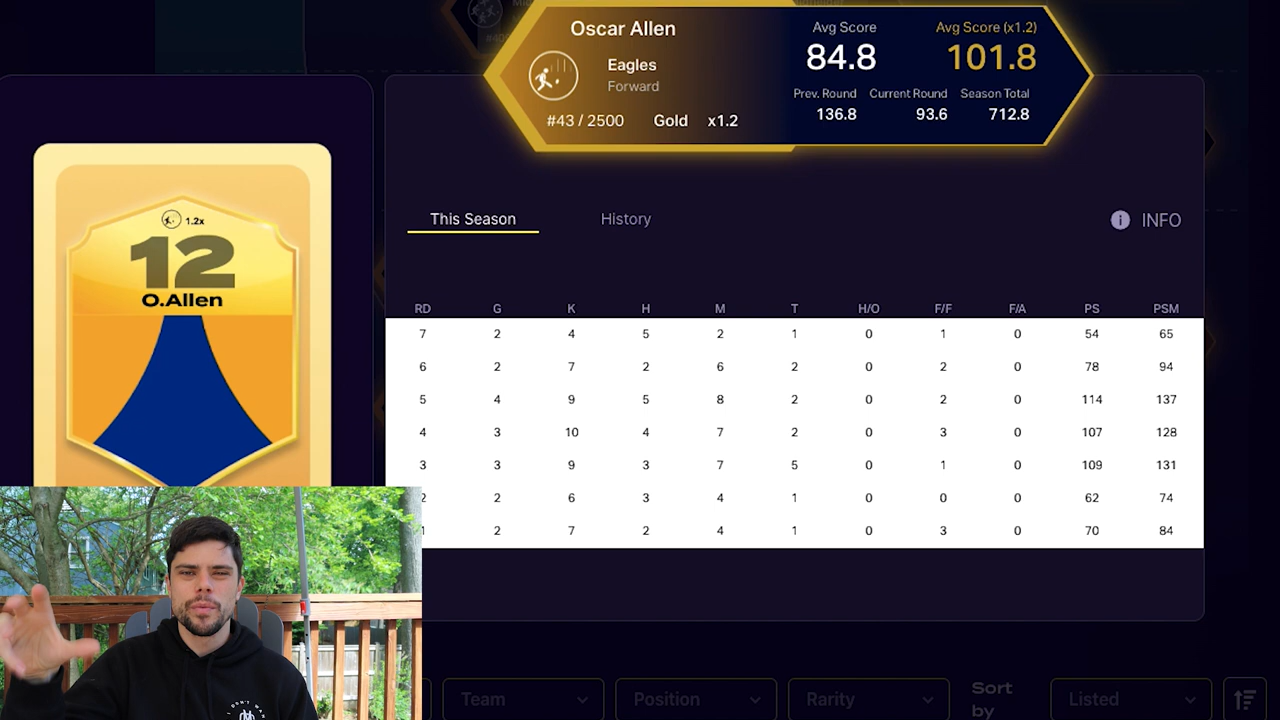 Oscar Allen
Eagles
Forward
#43 / 2500 Gold x1.2
Avg Score Avg Score (x1.2)
84.8 101.8
Prev. Round Current Round Season Total
136.8 93.6 712.8
1.2x
12
O.Allen
This Season History INFO
RD G K H M T H/O F/F F/A PS PSM
7 2 4 5 2 1 0 1 0 54 65
6 2 7 2 6 2 0 2 0 78 94
5 4 9 5 8 2 0 2 0 114 137
4 3 10 4 7 2 0 3 0 107 128
3 3 9 3 7 5 0 1 0 109 131
2 2 6 3 4 1 0 0 0 62 74
1 2 7 2 4 1 0 3 0 70 84
Team Position Rarity Sort by Listed
I DON'T